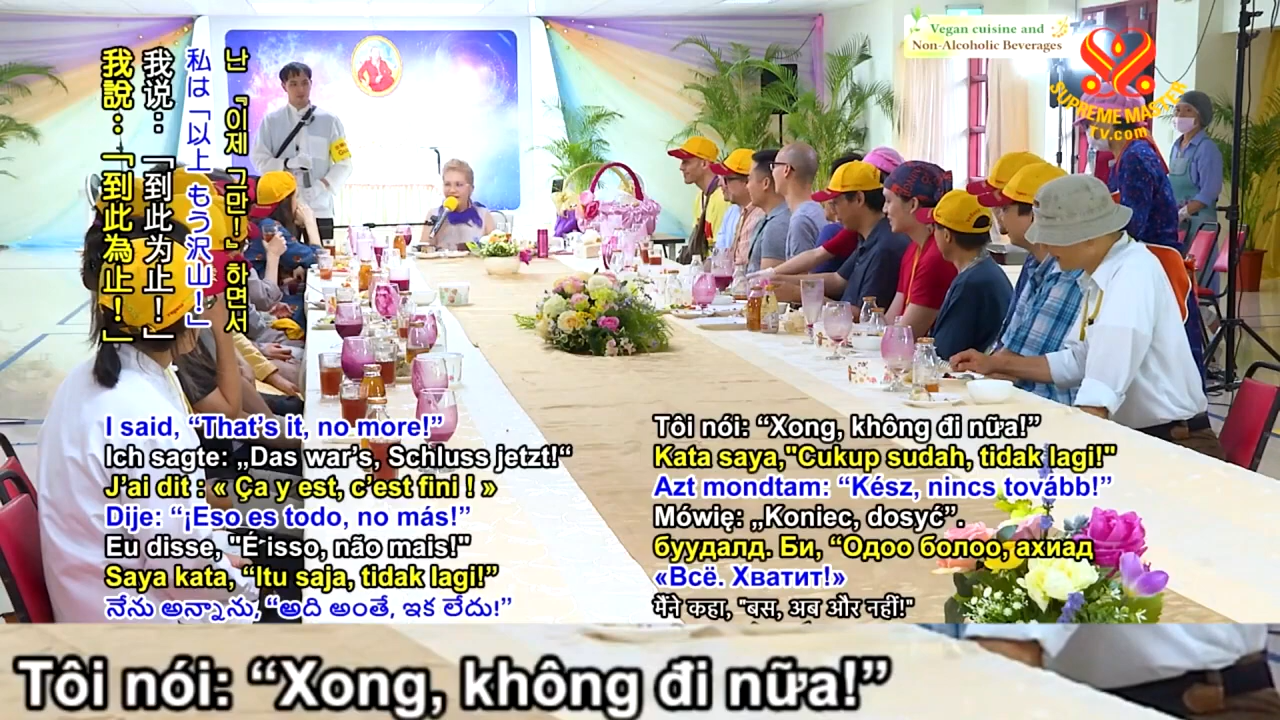 Vegan cuisine and
Non-Alcoholic Beverages
SUPREME MASTER
TV.com
난 『이제 그만!』 하면서
私は「以上 もう沢山!」
我说:「到此为止!」
我說:「到此為止!」
I said, “That’s it, no more!”
Ich sagte: „Das war’s, Schluss jetzt!“
J’ai dit : « Ça y est, c’est fini ! »
Dije: “¡Eso es todo, no más!”
Eu disse, "É isso, não mais!"
Saya kata, “Itu saja, tidak lagi!”
నేను అన్నాను, “అది అంతే, ఇక లేదు!”
Tôi nói: “Xong, không đi nữa!”
Kata saya,"Cukup sudah, tidak lagi!"
Azt mondtam: “Kész, nincs tovább!”
Mówię: „Koniec, dosyć”.
буудалд. Би, “Одоо болоо, ахиад
«Всё. Хватит!»
मैंने कहा, "बस, अब और नहीं!"
Tôi nói: “Xong, không đi nữa!”